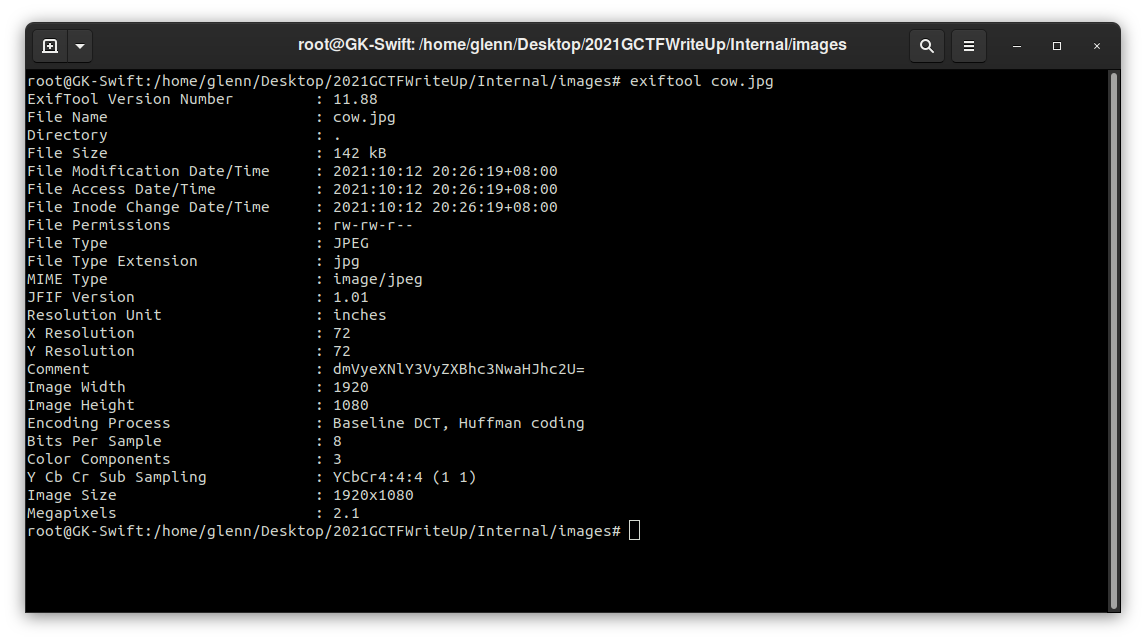 root@GK-Swift: /home/glenn/Desktop/2021GCTFWriteUp/Internal/images
root@GK-Swift:/home/glenn/Desktop/2021GCTFWriteUp/Internal/images# exiftool cow.jpg
ExifTool Version Number         : 11.88
File Name                       : cow.jpg
Directory                       : .
File Size                       : 142 kB
File Modification Date/Time     : 2021:10:12 20:26:19+08:00
File Access Date/Time           : 2021:10:12 20:26:19+08:00
File Inode Change Date/Time     : 2021:10:12 20:26:19+08:00
File Permissions                : rw-rw-r--
File Type                       : JPEG
File Type Extension             : jpg
MIME Type                       : image/jpeg
JFIF Version                    : 1.01
Resolution Unit                 : inches
X Resolution                    : 72
Y Resolution                    : 72
Comment                         : dmVyeXNlY3VyZXBhc3NwaHJhc2U=
Image Width                     : 1920
Image Height                    : 1080
Encoding Process                : Baseline DCT, Huffman coding
Bits Per Sample                 : 8
Color Components                : 3
Y Cb Cr Sub Sampling            : YCbCr4:4:4 (1 1)
Image Size                      : 1920x1080
Megapixels                      : 2.1
root@GK-Swift:/home/glenn/Desktop/2021GCTFWriteUp/Internal/images#